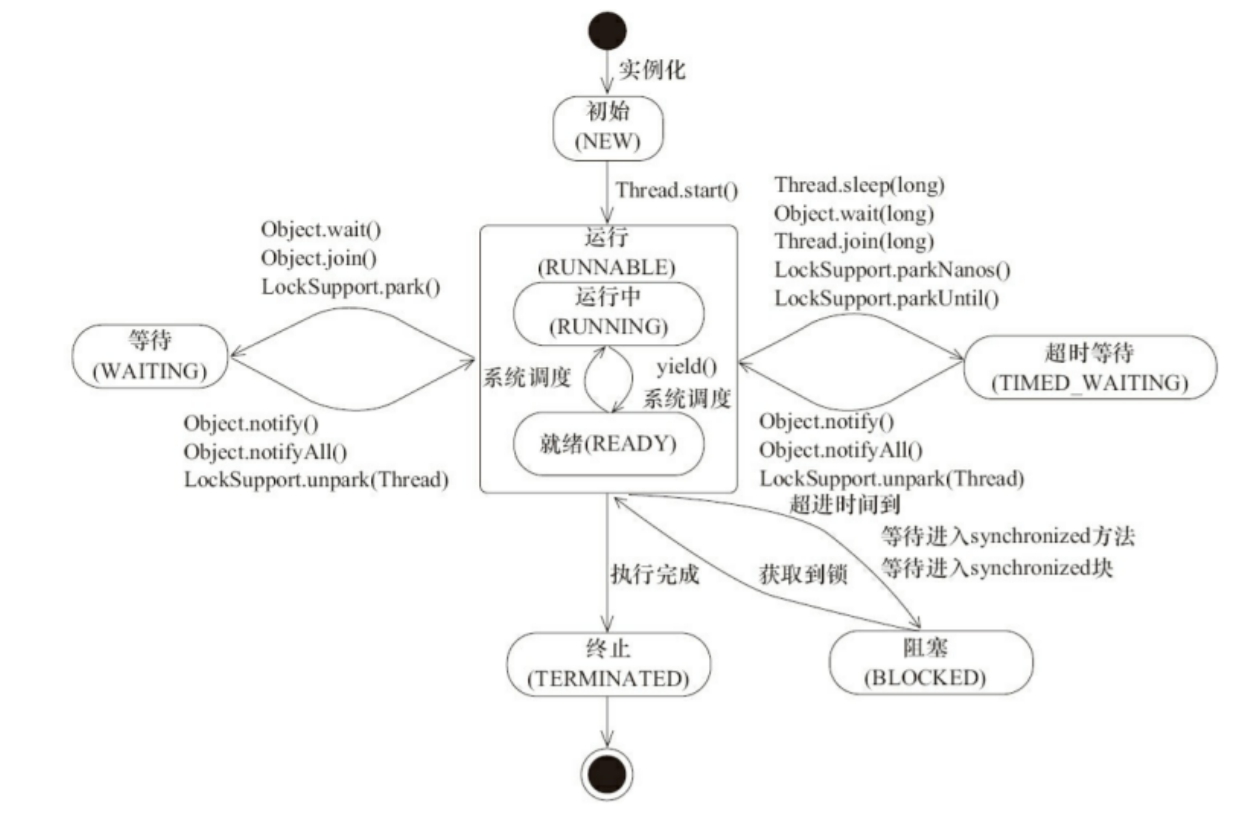 实例化
初始
(NEW)
Thread.start()
Thread.sleep(long)
Object.wait(long)
Thread.join(long)
LockSupport.parkNanos()
LockSupport.parkUntil()
Object.wait()
Object.join()
LockSupport.park()
运行
(RUNNABLE)
运行中
(RUNNING)
等待
(WAITING)
超时等待
(TIMED_WAITING)
系统调度
yield()
系统调度
就绪(READY)
Object.notify()
Object.notifyAll()
LockSupport.unpark(Thread)
Object.notify()
Object.notifyAll()
LockSupport.unpark(Thread)
超进时间到
等待进入synchronized方法
等待进入synchronized块
执行完成
获取到锁
终止
(TERMINATED)
阻塞
(BLOCKED)